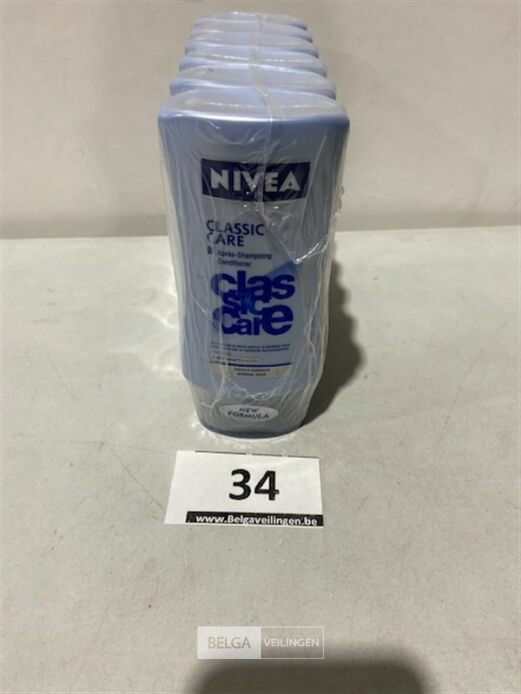 NIVEA
CLASSIC
CARE
Après-Shampoing
Conditioner
clas
sic
care
NEW
FORMULA
34
www.Belgaveilingen.be
BELGA VEILINGEN